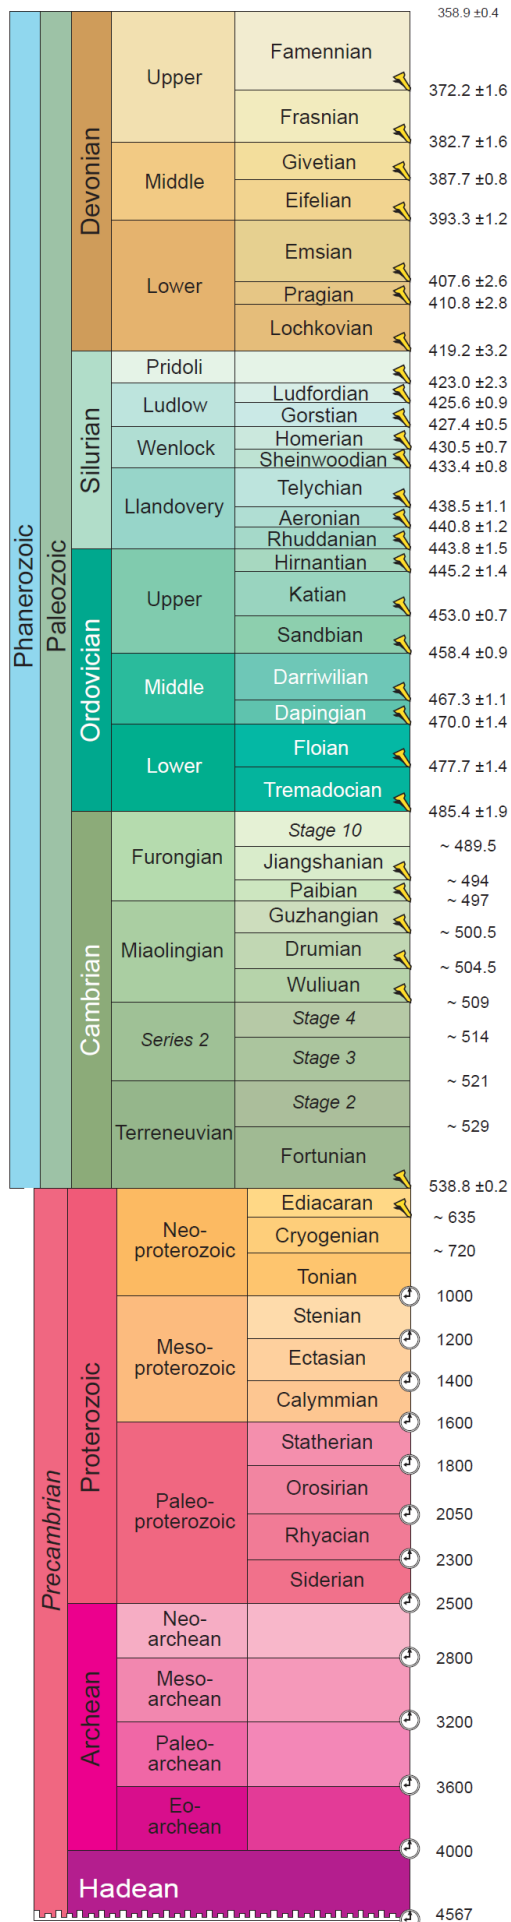 358.9 ±0.4
Phanerozoic
Paleozoic
Devonian
Upper
Famennian
372.2 ±1.6
Frasnian
382.7 ±1.6
Middle
Givetian
387.7 ±0.8
Eifelian
393.3 ±1.2
Lower
Emsian
407.6 ±2.6
Pragian
410.8 ±2.8
Lochkovian
419.2 ±3.2
Silurian
Pridoli
423.0 ±2.3
Ludlow
Ludfordian
425.6 ±0.9
Gorstian
427.4 ±0.5
Wenlock
Homerian
430.5 ±0.7
Sheinwoodian
433.4 ±0.8
Llandovery
Telychian
438.5 ±1.1
Aeronian
440.8 ±1.2
Rhuddanian
443.8 ±1.5
Ordovician
Upper
Hirnantian
445.2 ±1.4
Katian
453.0 ±0.7
Sandbian
458.4 ±0.9
Middle
Darriwilian
467.3 ±1.1
Dapingian
470.0 ±1.4
Lower
Floian
477.7 ±1.4
Tremadocian
485.4 ±1.9
Cambrian
Furongian
Stage 10
~ 489.5
Jiangshanian
~ 494
Paibian
~ 497
Miaolingian
Guzhangian
~ 500.5
Drumian
~ 504.5
Wuliuan
~ 509
Series 2
Stage 4
~ 514
Stage 3
~ 521
Terreneuvian
Stage 2
~ 529
Fortunian
538.8 ±0.2
Precambrian
Proterozoic
Neo-
proterozoic
Ediacaran
~ 635
Cryogenian
~ 720
Tonian
1000
Meso-
proterozoic
Stenian
1200
Ectasian
1400
Calymmian
1600
Paleo-
proterozoic
Statherian
1800
Orosirian
2050
Rhyacian
2300
Siderian
2500
Archean
Neo-
archean
2800
Meso-
archean
3200
Paleo-
archean
3600
Eo-
archean
4000
Hadean
4567